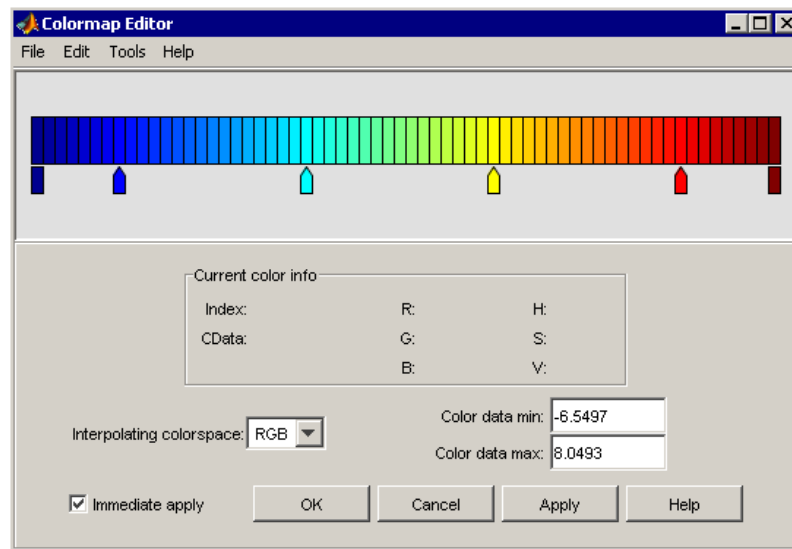 Colormap Editor
File Edit Tools Help
Current color info
Index: R: H:
CData: G: S:
B: V:
Interpolating colorspace: RGB
Color data min: -6.5497
Color data max: 8.0493
Immediate apply OK Cancel Apply Help